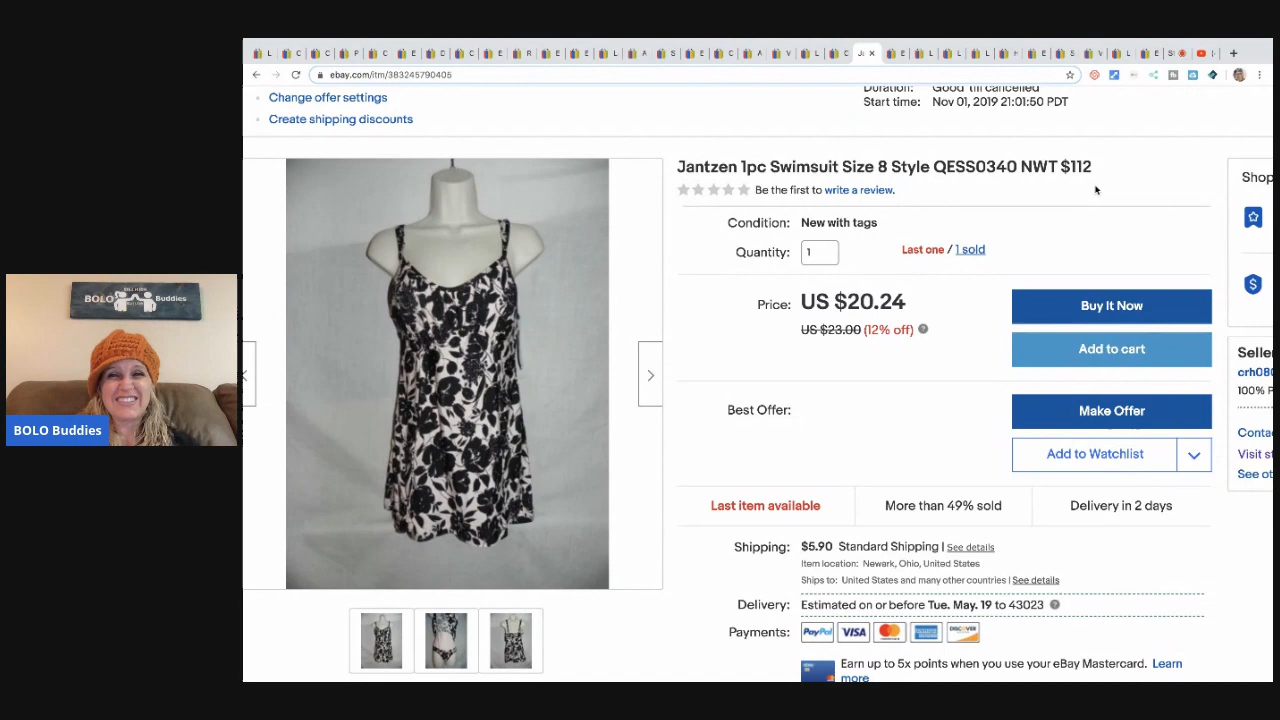 ebay.com/itm/383245790405
Change offer settings
Create shipping discounts
Duration: Good 'till cancelled
Start time: Nov 01, 2019 21:01:50 PDT
Jantzen 1pc Swimsuit Size 8 Style QESS0340 NWT $112
Be the first to write a review.
Condition: New with tags
Quantity: 1 Last one / 1 sold
Price: US $20.24
US $23.00 (12% off)
Buy It Now
Add to cart
Best Offer:
Make Offer
Add to Watchlist
Last item available More than 49% sold Delivery in 2 days
Shipping: $5.90 Standard Shipping | See details
Item location: Newark, Ohio, United States
Ships to: United States and many other countries | See details
Delivery: Estimated on or before Tue. May. 19 to 43023
Payments: PayPal VISA
Earn up to 5x points when you use your eBay Mastercard. Learn
more
Shop
Seller
crh080
100% P
Contac
Visit st
See ot
BOLO Buddies
BOLO Buddies